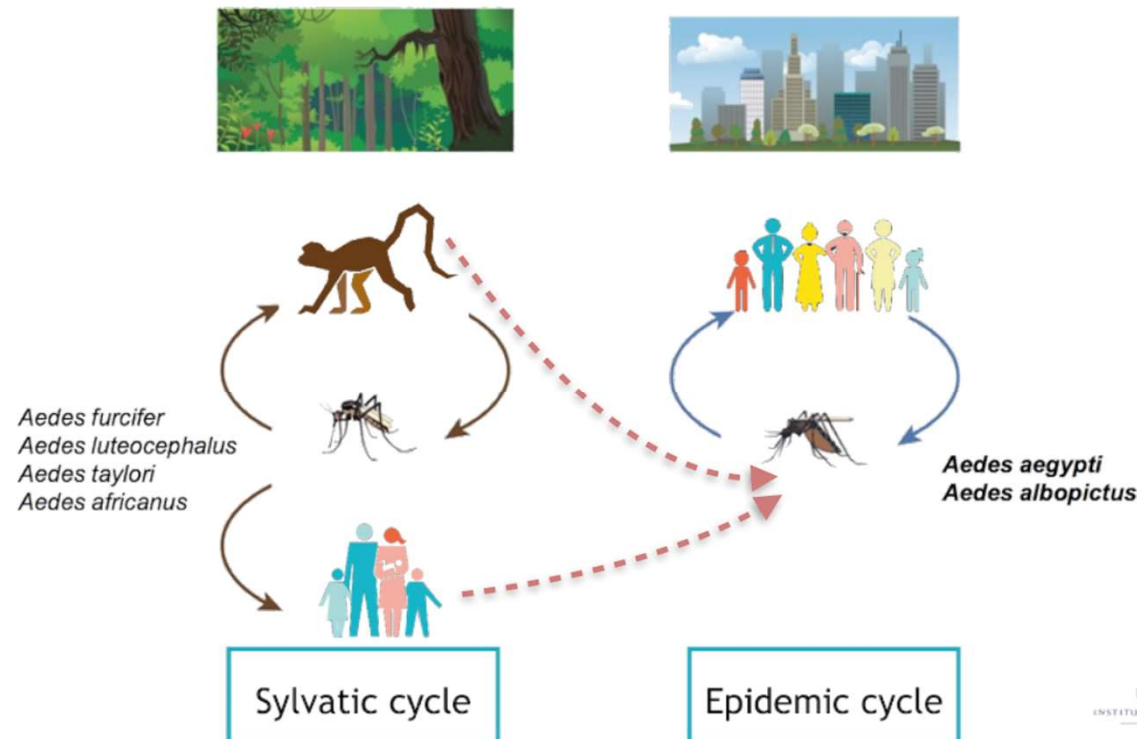 Aedes furcifer
Aedes luteocephalus
Aedes taylori
Aedes africanus
Aedes aegypti
Aedes albopictus
Sylvatic cycle
Epidemic cycle